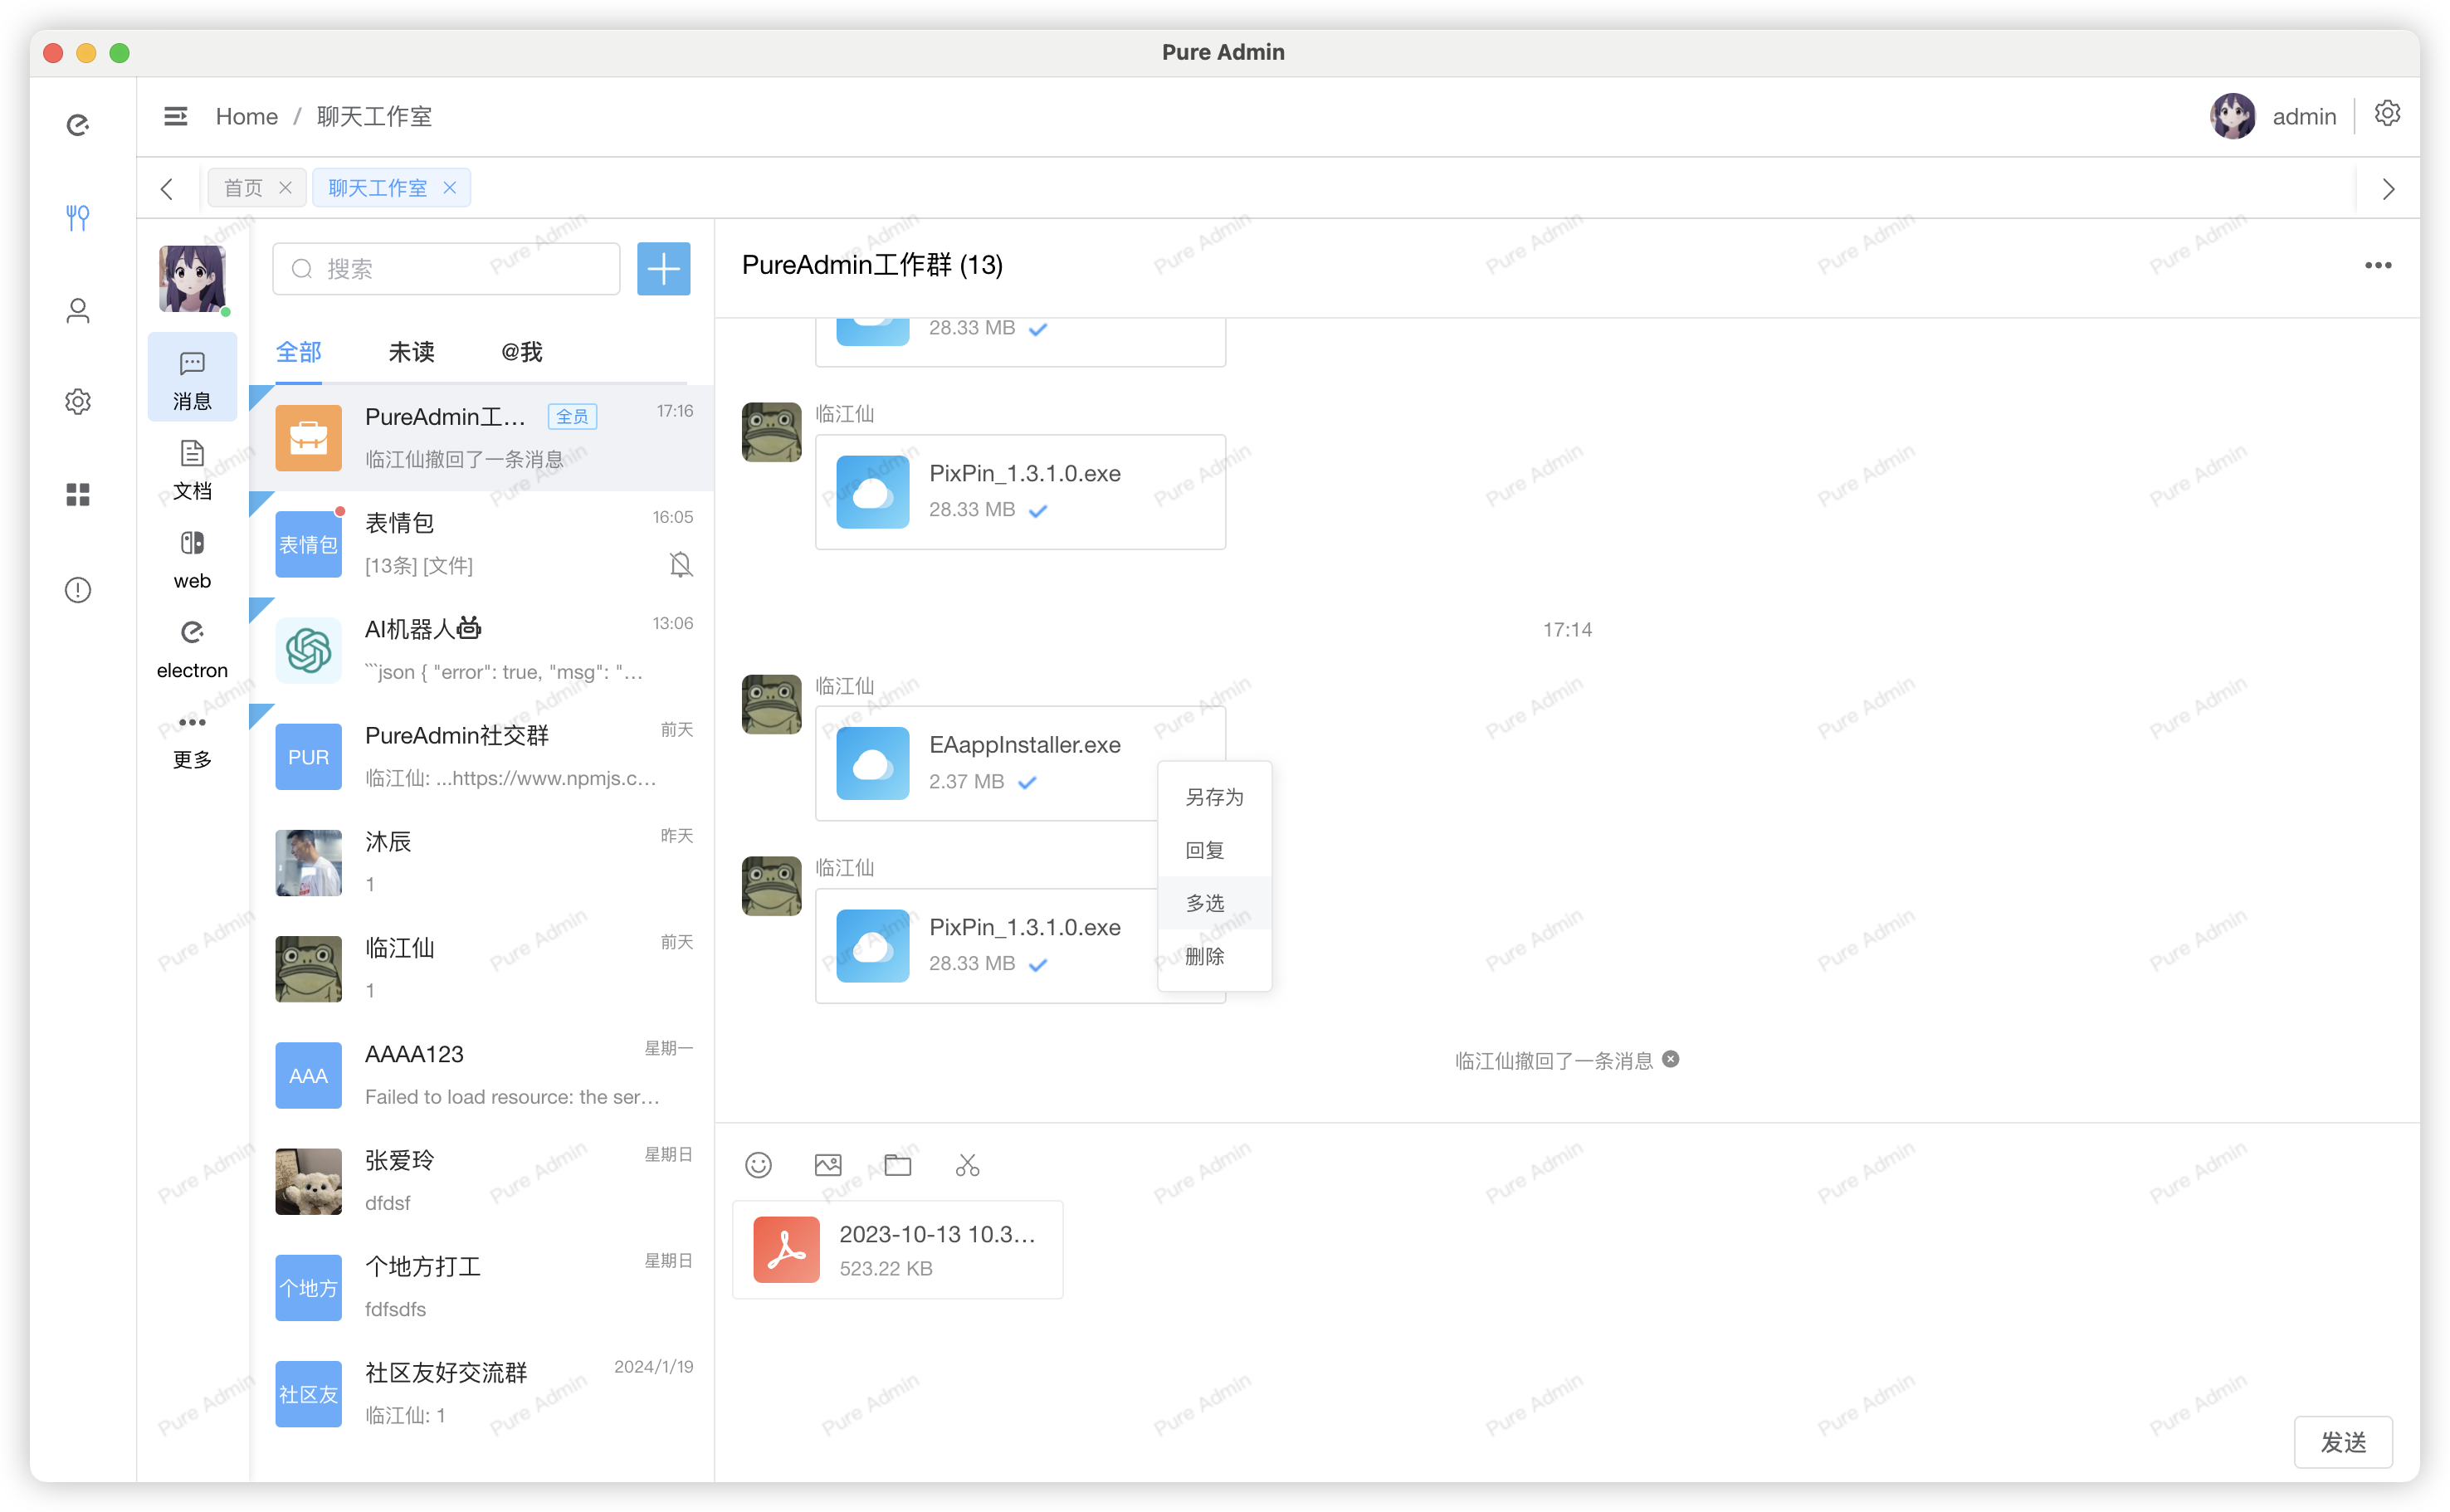 Pure Admin
Home / 聊天工作室
admin
首页
聊天工作室
消息
文档
web
electron
更多
搜索
全部 未读 @我
PureAdmin工... 全员 17:16
临江仙撤回了一条消息
表情包
表情包 16:05
[13条] [文件]
AI机器人 13:06
```json { "error": true, "msg": "...
PUR
PureAdmin社交群 前天
临江仙: ...https://www.npmjs.c...
沐辰 昨天
1
临江仙 前天
1
AAA
AAAA123 星期一
Failed to load resource: the ser...
张爱玲 星期日
dfdsf
个地方
个地方打工 星期日
fdfsdfs
社区友
社区友好交流群 2024/1/19
临江仙: 1
PureAdmin工作群 (13)
28.33 MB
临江仙
PixPin_1.3.1.0.exe
28.33 MB
17:14
临江仙
EAappInstaller.exe
2.37 MB
临江仙
PixPin_1.3.1.0.exe
28.33 MB
另存为
回复
多选
删除
临江仙撤回了一条消息
2023-10-13 10.3...
523.22 KB
发送
Pure Admin